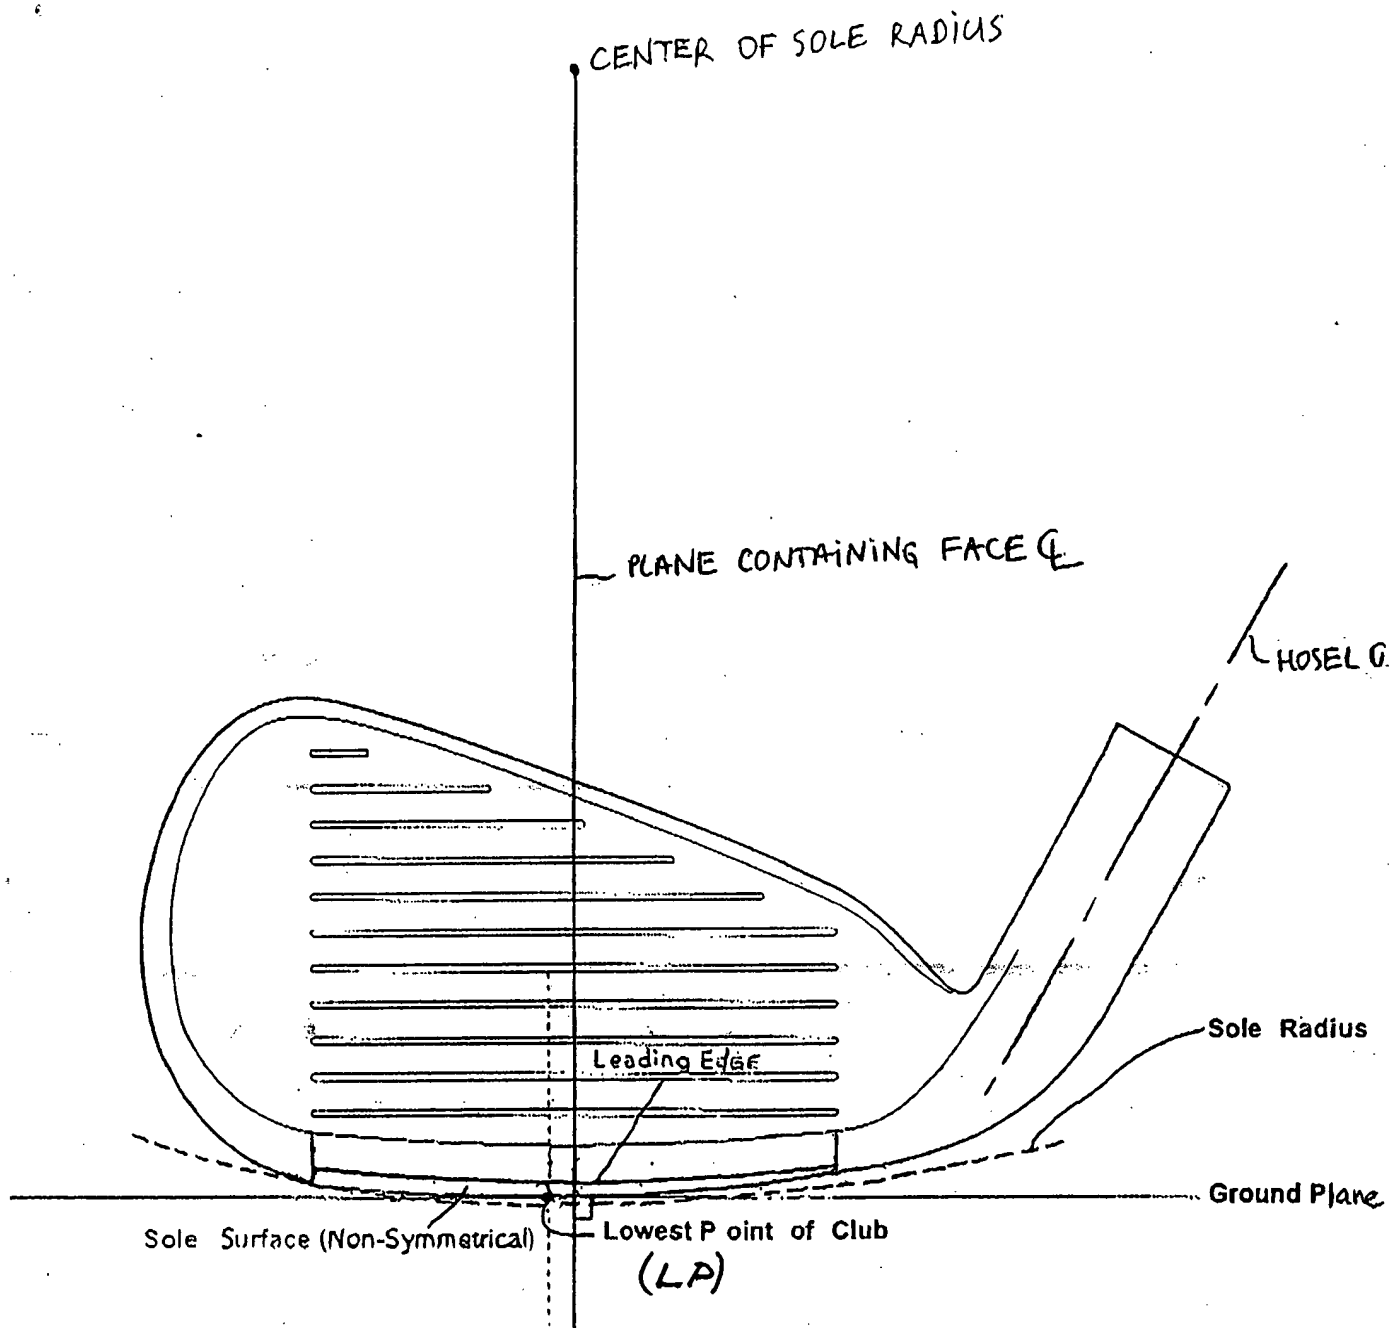 CENTER OF SOLE RADIUS
PLANE CONTAINING FACE ℄
HOSEL
Leading EdGE
Sole Radius
Ground Plane
Sole Surface (Non-Symmetrical)
Lowest P oint of Club
(LP)